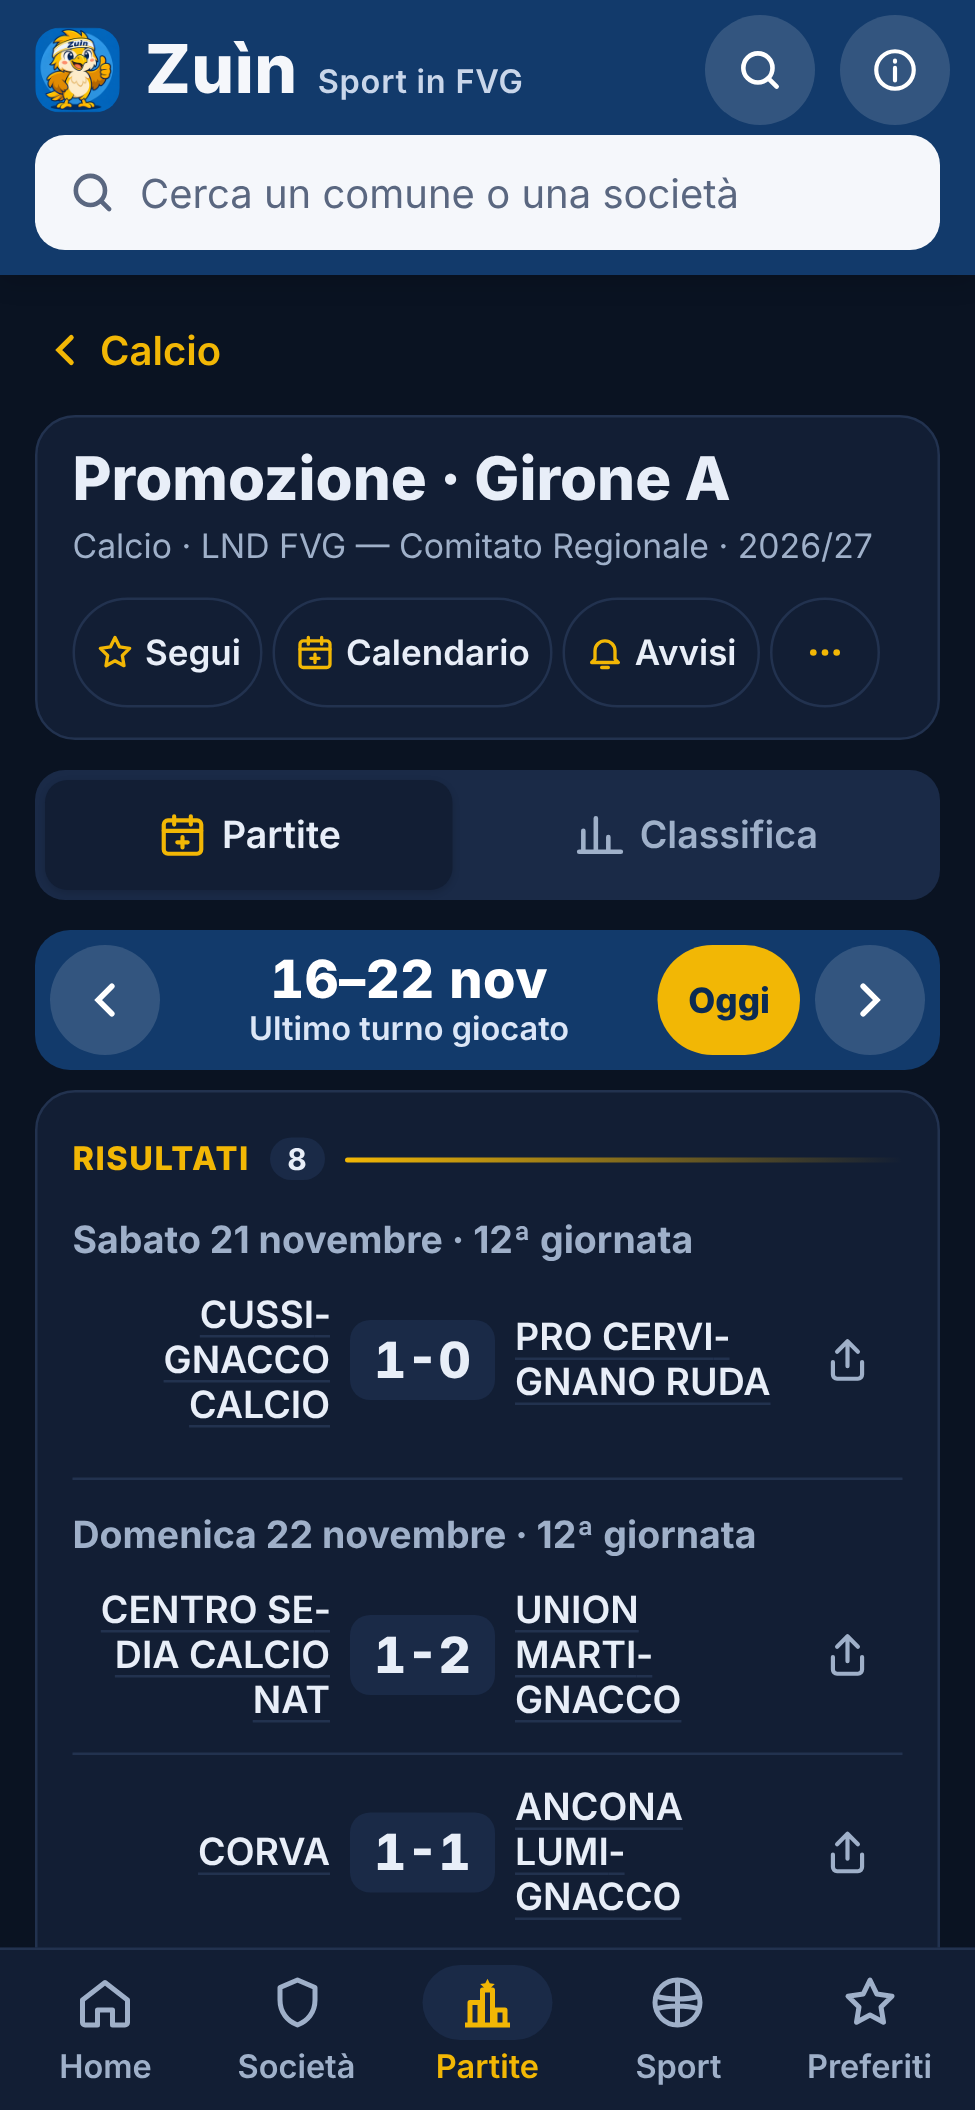 Zuin
Zuìn Sport in FVG
Cerca un comune o una società
Calcio
Promozione · Girone A
Calcio · LND FVG — Comitato Regionale · 2026/27
Segui Calendario Avvisi
Partite Classifica
16–22 nov
Ultimo turno giocato
Oggi
RISULTATI 8
Sabato 21 novembre · 12ª giornata
CUSSI-
GNACCO
CALCIO
1-0
PRO CERVI-
GNANO RUDA
Domenica 22 novembre · 12ª giornata
CENTRO SE-
DIA CALCIO
NAT
1-2
UNION
MARTI-
GNACCO
CORVA
1-1
ANCONA
LUMI-
GNACCO
Home Società Partite Sport Preferiti